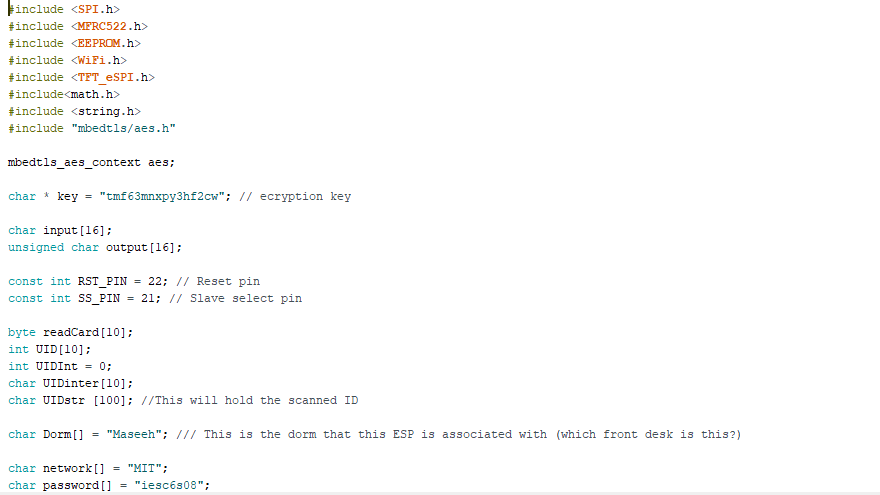 #include <SPI.h>
#include <MFRC522.h>
#include <EEPROM.h>
#include <WiFi.h>
#include <TFT_eSPI.h>
#include<math.h>
#include <string.h>
#include "mbedtls/aes.h"
mbedtls_aes_context aes;
char * key = "tmf63mnxpy3hf2cw"; // ecryption key
char input[16];
unsigned char output[16];
const int RST_PIN = 22; // Reset pin
const int SS_PIN = 21; // Slave select pin
byte readCard[10];
int UID[10];
int UIDInt = 0;
char UIDinter[10];
char UIDstr [100]; //This will hold the scanned ID
char Dorm[] = "Maseeh"; /// This is the dorm that this ESP is associated with (which front desk is this?)
char network[] = "MIT";
char password[] = "iesc6s08";